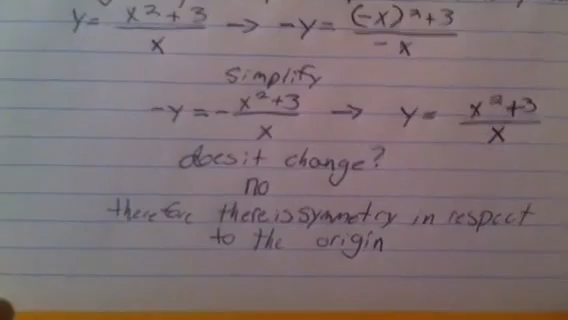 y = x² + 3 / x → -y = (-x)² + 3 / -x
simplify
-y = - x² + 3 / x → y = x² + 3 / x
does it change?
no
therefore there is symmetry in respect
to the origin